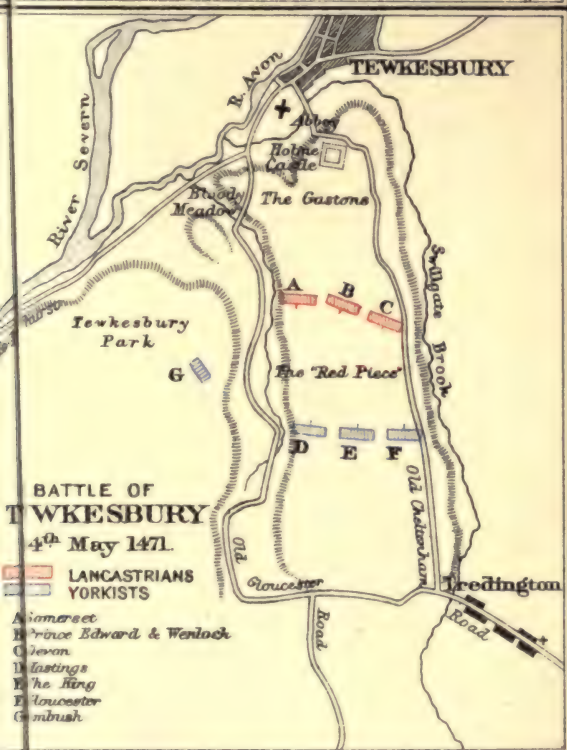 TEWKESBURY
R. Avon
Abbey
Holme
Castle
River Severn
Bloody
Meadow
The Gastons
Swillgate Brook
A
B
C
Tewkesbury
Park
G
The "Red Piece"
D
E
F
Old Cheltenham
Road
Tredington
Old
Gloucester
Road
BATTLE OF
TEWKESBURY
4th May 1471.
LANCASTRIANS
YORKISTS
A Somerset
B Prince Edward & Wenlock
C Devon
D Hastings
E The King
F Gloucester
G Ambush